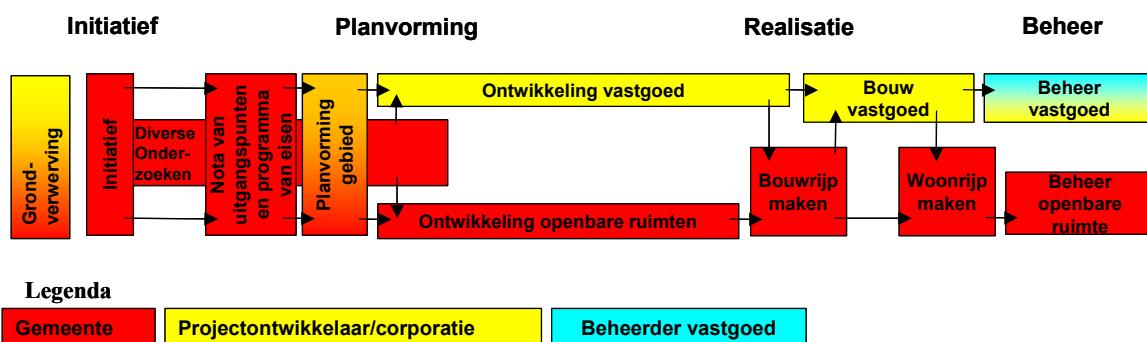 Initiatief Planvorming Realisatie Beheer
Grond-
verwerving
Initiatief
Diverse
Onder-
zoeken
Nota van
uitgangspunten
en programma
van eisen
Planvorming
gebied
Ontwikkeling vastgoed
Bouw
vastgoed
Beheer
vastgoed
Ontwikkeling openbare ruimten
Bouwrijp
maken
Woonrijp
maken
Beheer
openbare
ruimte
Legenda
Gemeente
Projectontwikkelaar/corporatie
Beheerder vastgoed